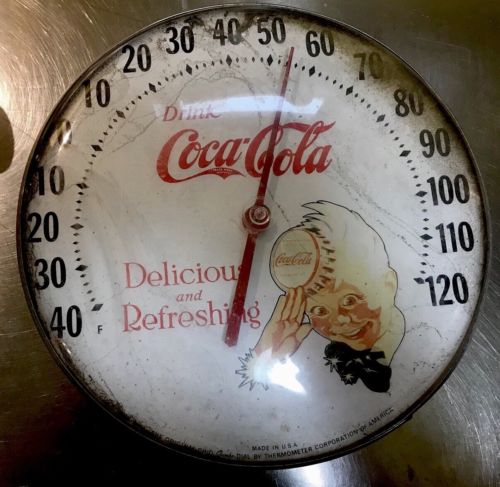 40
30
20
10
10
20
30
40
50
60
70
80
90
100
110
120
F
Drink
Coca-Cola
Coca-Cola
Delicious
and
Refreshing
MADE IN U.S.A.
DIAL BY THERMOMETER CORPORATION OF AMERICA